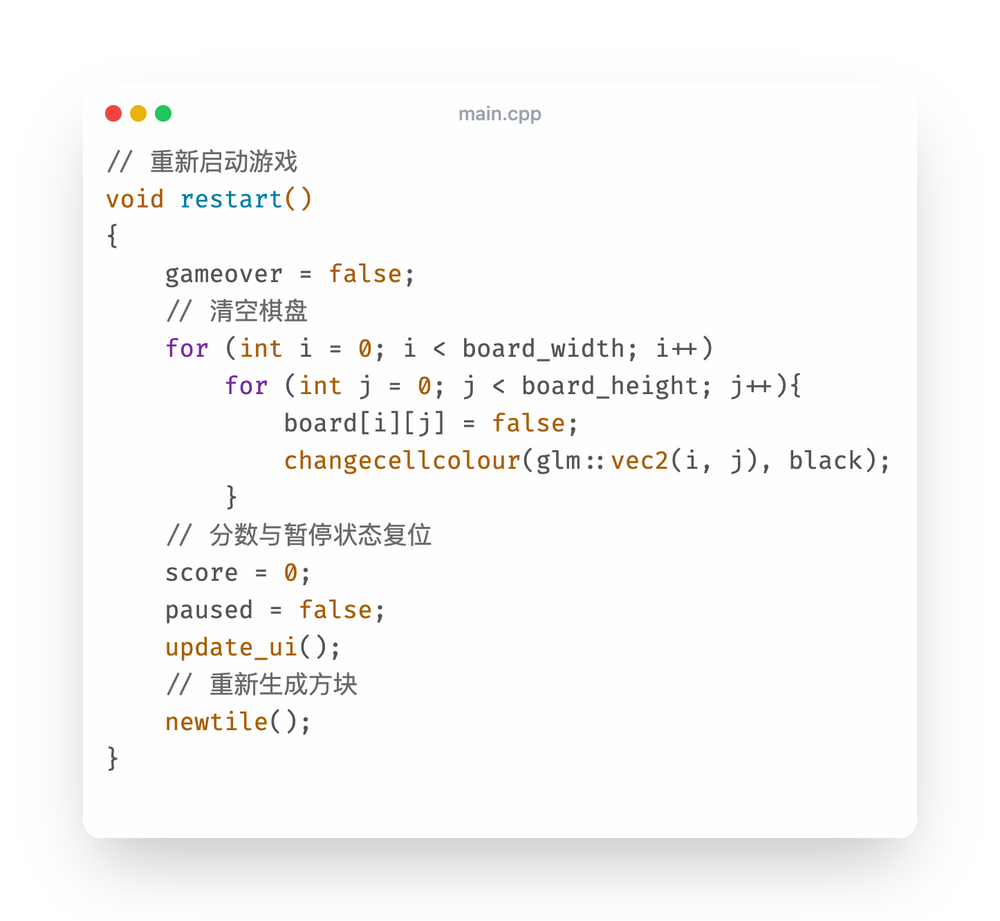 main.cpp
// 重新启动游戏
void restart()
{
    gameover = false;
    // 清空棋盘
    for (int i = 0; i < board_width; i++)
        for (int j = 0; j < board_height; j++){
            board[i][j] = false;
            changecellcolour(glm::vec2(i, j), black);
        }
    // 分数与暂停状态复位
    score = 0;
    paused = false;
    update_ui();
    // 重新生成方块
    newtile();
}